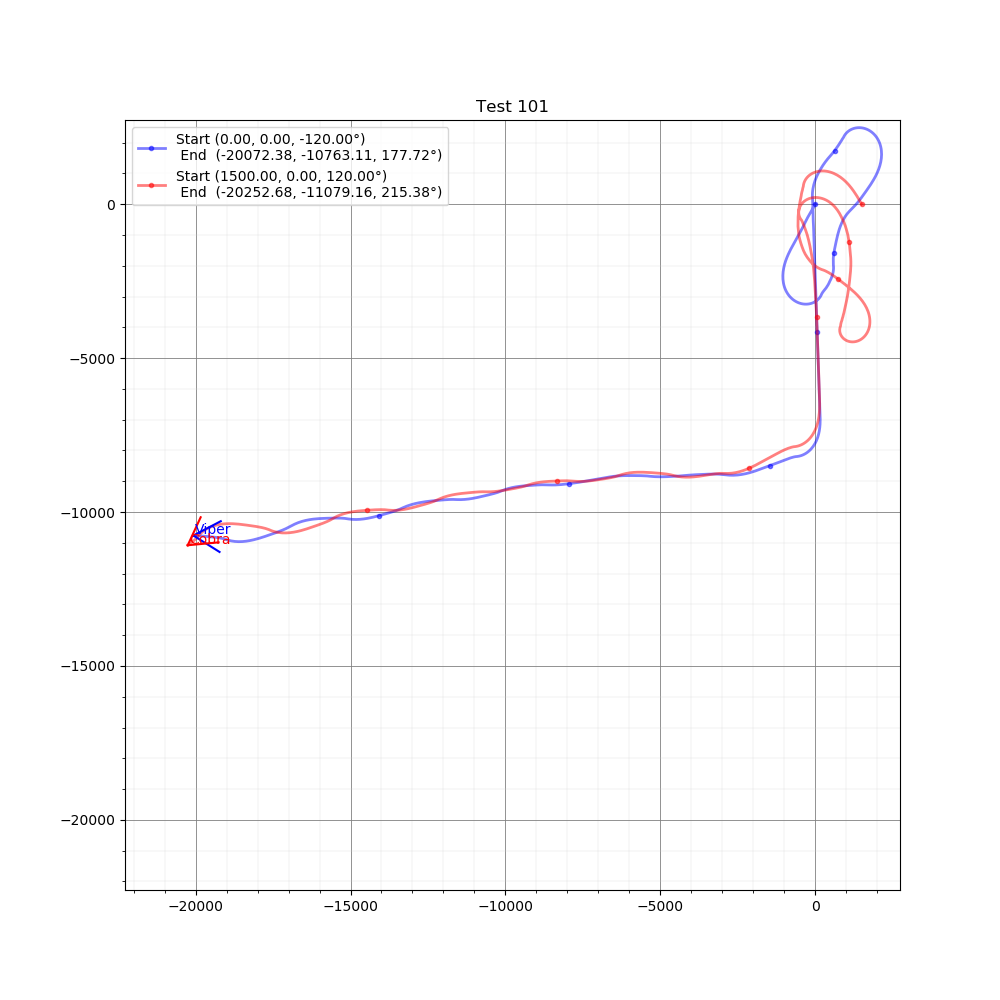 Test 101
Start (0.00, 0.00, -120.00°)
End  (-20072.38, -10763.11, 177.72°)
Start (1500.00, 0.00, 120.00°)
End  (-20252.68, -11079.16, 215.38°)
0
−5000
−10000
−15000
−20000
Viper
−20000
−15000
−10000
−5000
0